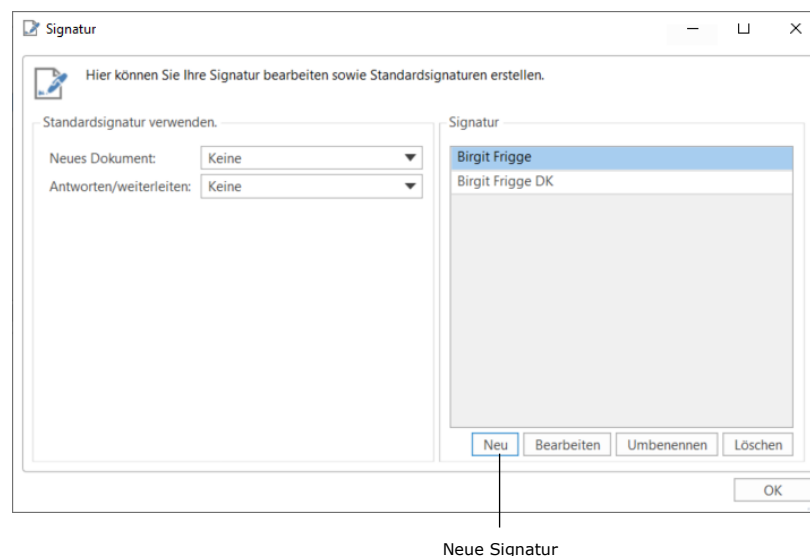 Signatur
Hier können Sie Ihre Signatur bearbeiten sowie Standardsignaturen erstellen.
Standardsignatur verwenden.
Neues Dokument: Keine
Antworten/weiterleiten: Keine
Signatur
Birgit Frigge
Birgit Frigge DK
Neu Bearbeiten Umbenennen Löschen
OK
Neue Signatur